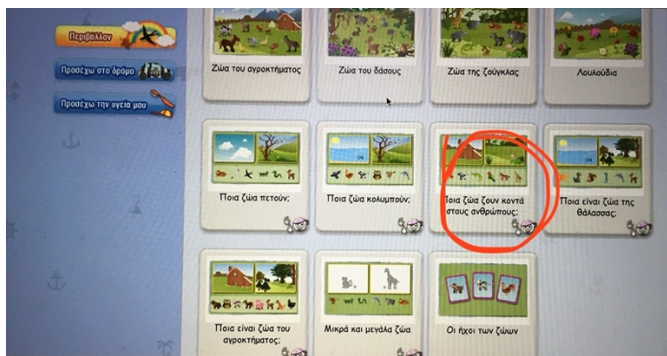 Περιβάλλον
Προσέχω στο δρόμο
Προσέχω την υγεία μου
Ζώα του αγροκτήματος
Ζώα του δάσους
Ζώα της ζούγκλας
Λουλούδια
Ποια ζώα πετούν;
Ποια ζώα κολυμπούν;
Ποια ζώα ζουν κοντά
στους ανθρώπους;
Ποια είναι ζώα της
θάλασσας;
Ποια είναι ζώα του
αγροκτήματος;
Μικρά και μεγάλα ζώα
Οι ήχοι των ζώων